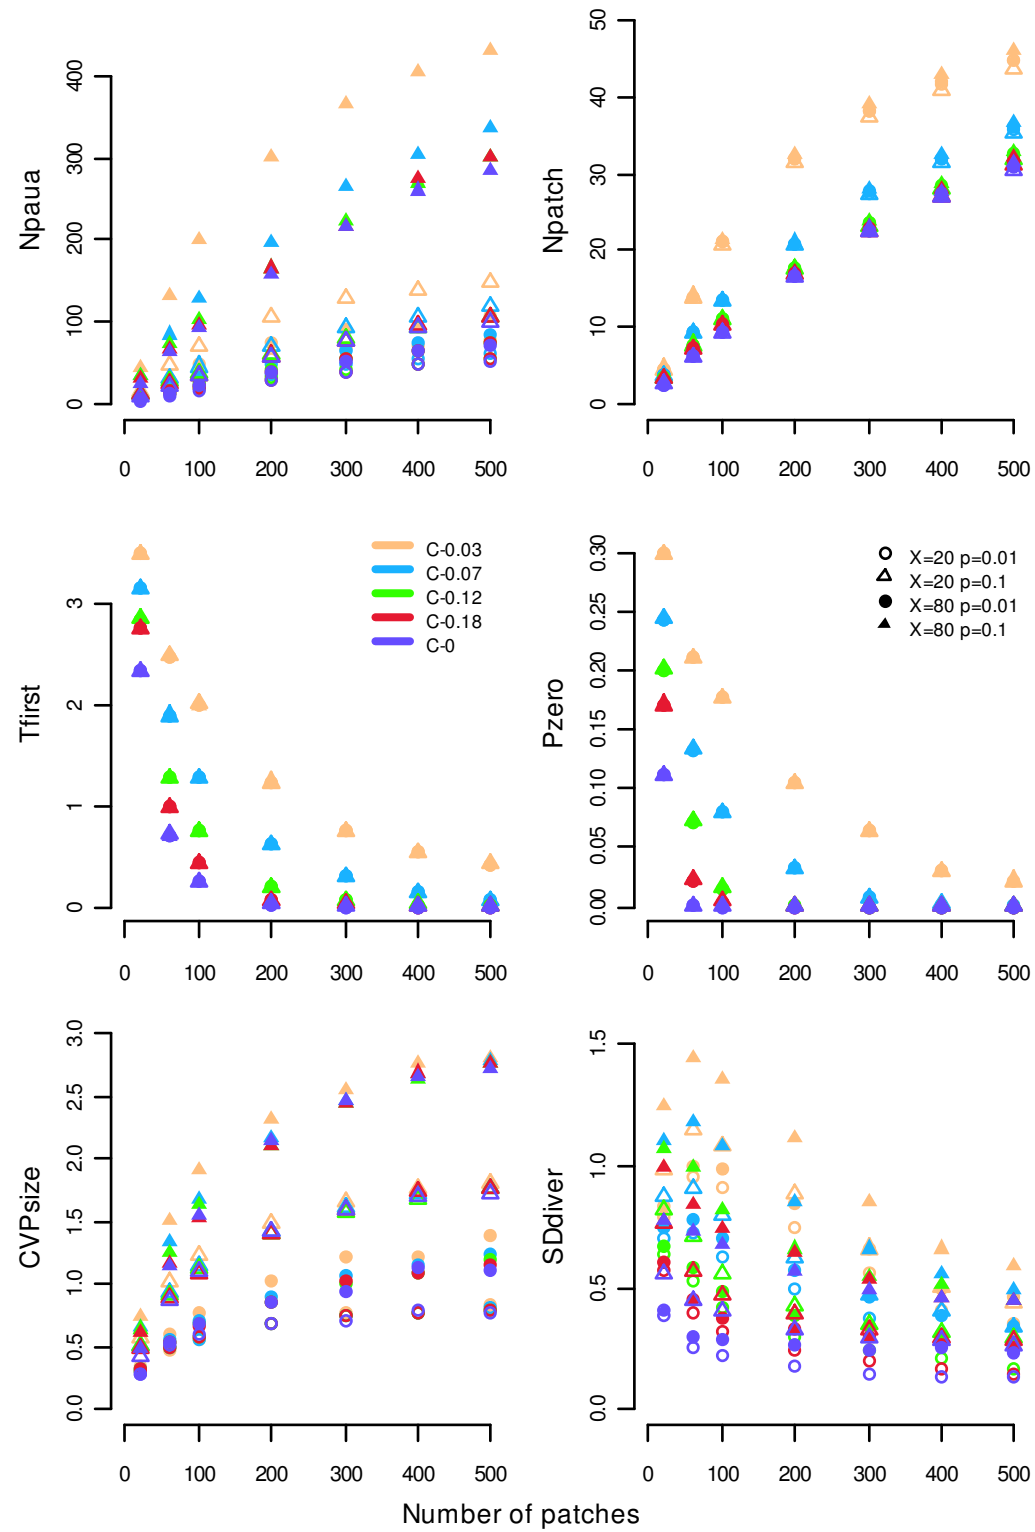 Npaua
400
300
200
100
0
0 100 200 300 400 500
Npatch
50
40
30
20
10
0
0 100 200 300 400 500
Tfirst
3
2
1
0
0 100 200 300 400 500
C-0.03
C-0.07
C-0.12
C-0.18
C-0
Pzero
0.30
0.25
0.20
0.15
0.10
0.05
0.00
0 100 200 300 400 500
X=20 p=0.01
X=20 p=0.1
X=80 p=0.01
X=80 p=0.1
CVPsize
3.0
2.5
2.0
1.5
1.0
0.5
0.0
0 100 200 300 400 500
SDdiver
1.5
1.0
0.5
0.0
0 100 200 300 400 500
Number of patches